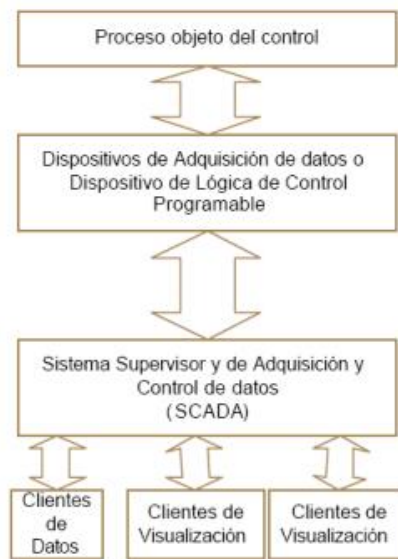 Proceso objeto del control
Dispositivos de Adquisición de datos o
Dispositivo de Lógica de Control
Programable
Sistema Supervisor y de Adquisición y
Control de datos
(SCADA)
Clientes
de
Datos
Clientes de
Visualización
Clientes de
Visualización